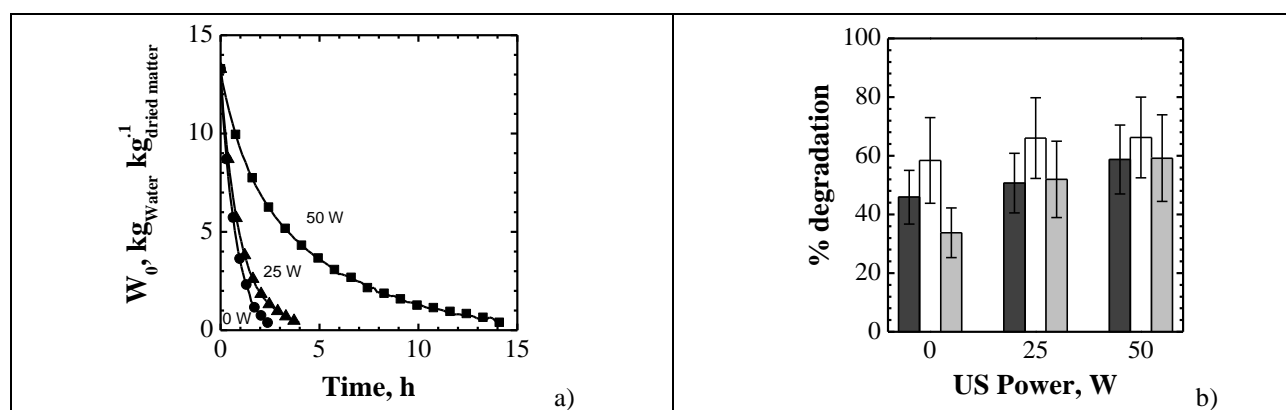 W0, kgWater kg.1dried matter
15
10
5
0
50 W
25 W
0 W
0 5 10 15
Time, h
a)
% degradation
100
80
60
40
20
0
0 25 50
US Power, W
b)